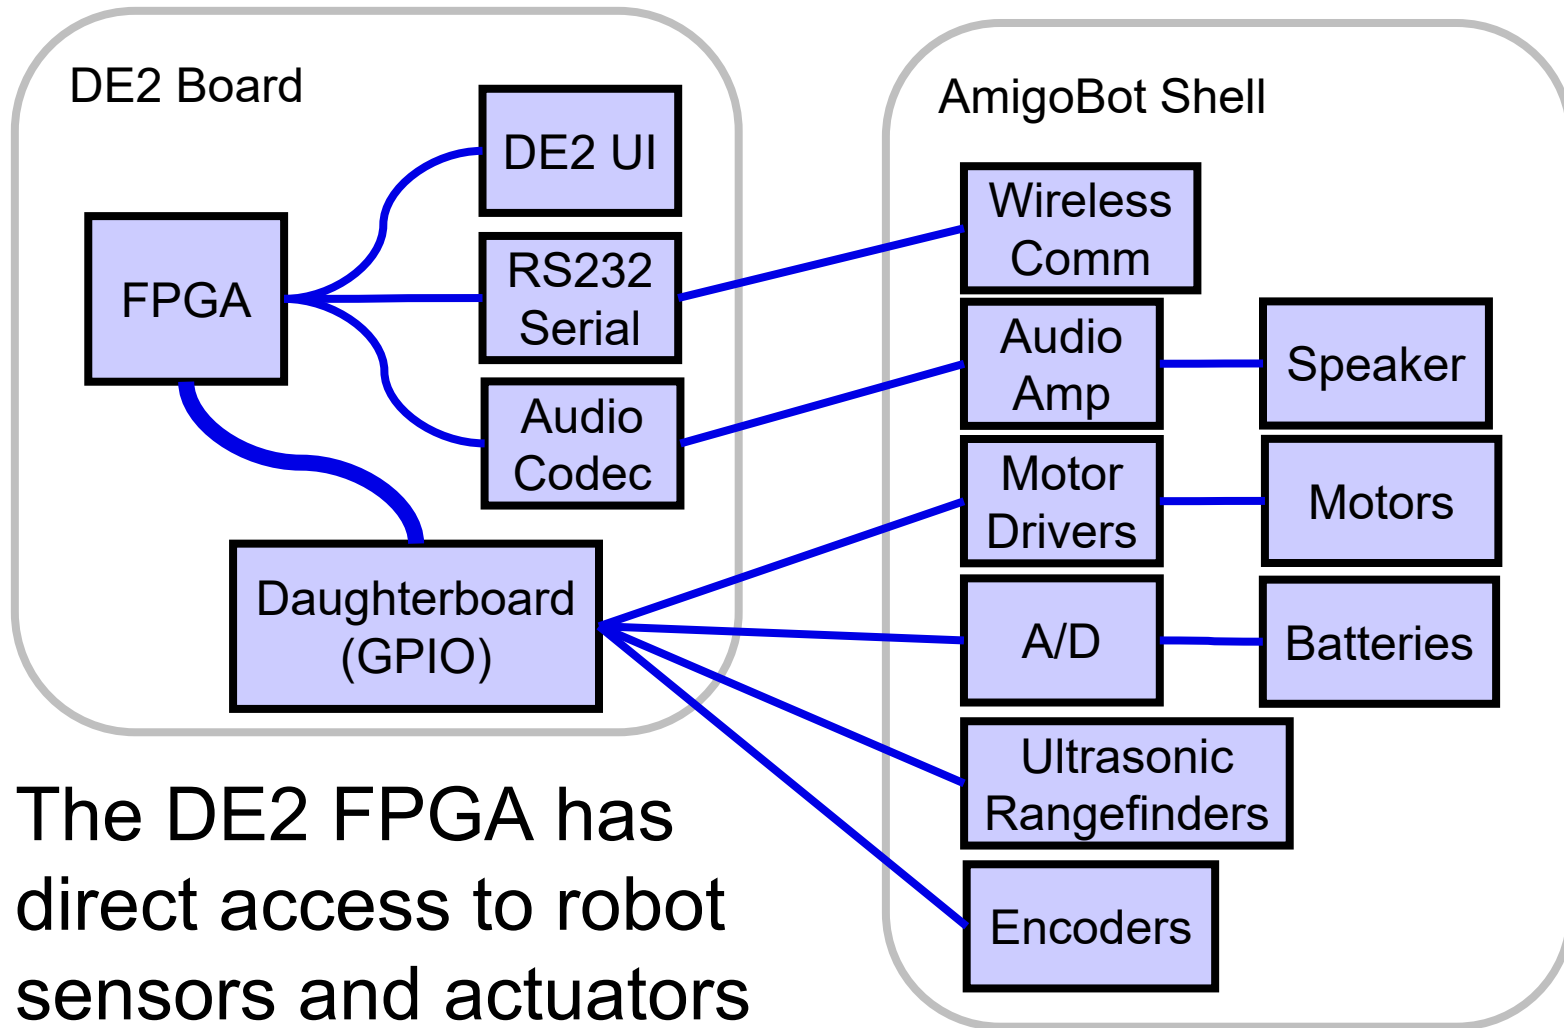 DE2 Board
DE2 UI
FPGA
RS232
Serial
Audio
Codec
Daughterboard
(GPIO)
AmigoBot Shell
Wireless
Comm
Audio
Amp
Speaker
Motor
Drivers
Motors
A/D
Batteries
Ultrasonic
Rangefinders
Encoders
The DE2 FPGA has
direct access to robot
sensors and actuators